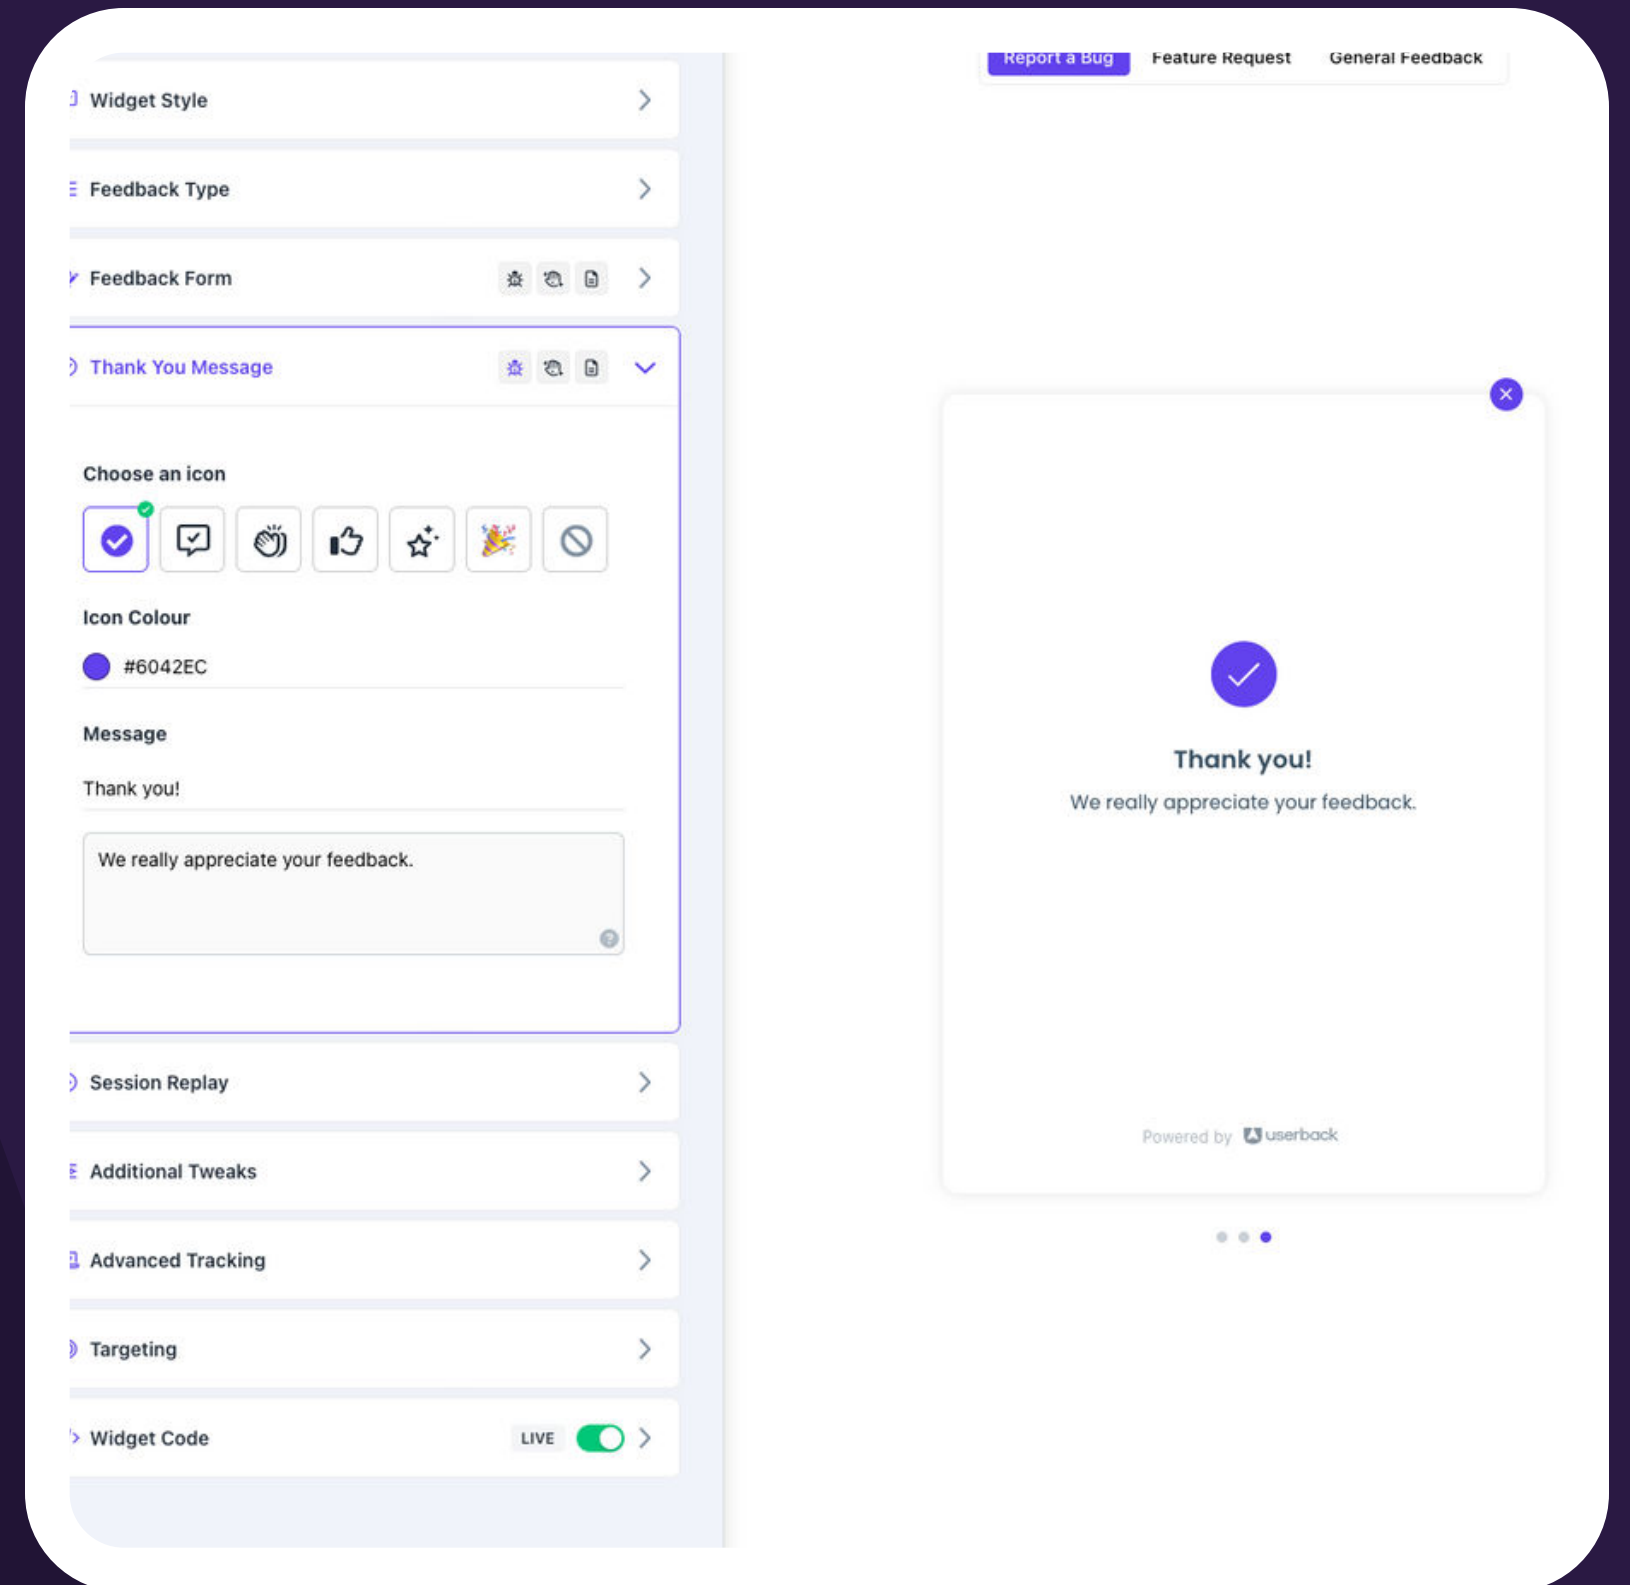 Widget Style
Feedback Type
Feedback Form
Thank You Message
Choose an icon
Icon Colour
#6042EC
Message
Thank you!
We really appreciate your feedback.
Session Replay
Additional Tweaks
Advanced Tracking
Targeting
Widget Code
LIVE
Report a Bug
Feature Request
General Feedback
Thank you!
We really appreciate your feedback.
Powered by userback